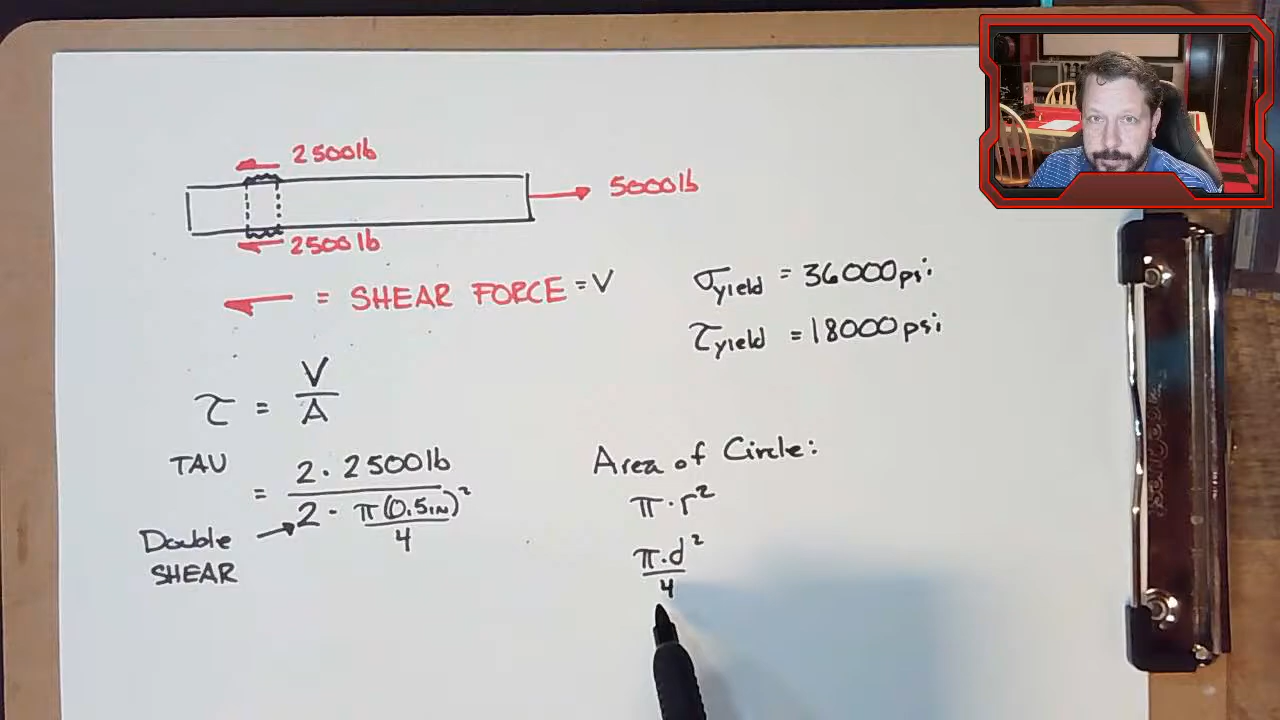 2500lb
5000lb
2500lb
= SHEAR FORCE = V
σyield = 36000psi
τyield = 18000psi
τ = V/A
TAU
= 2 · 2500lb / 2 · π(0.5IN)²/4
Double
SHEAR
Area of Circle:
π · r²
π · d²
4